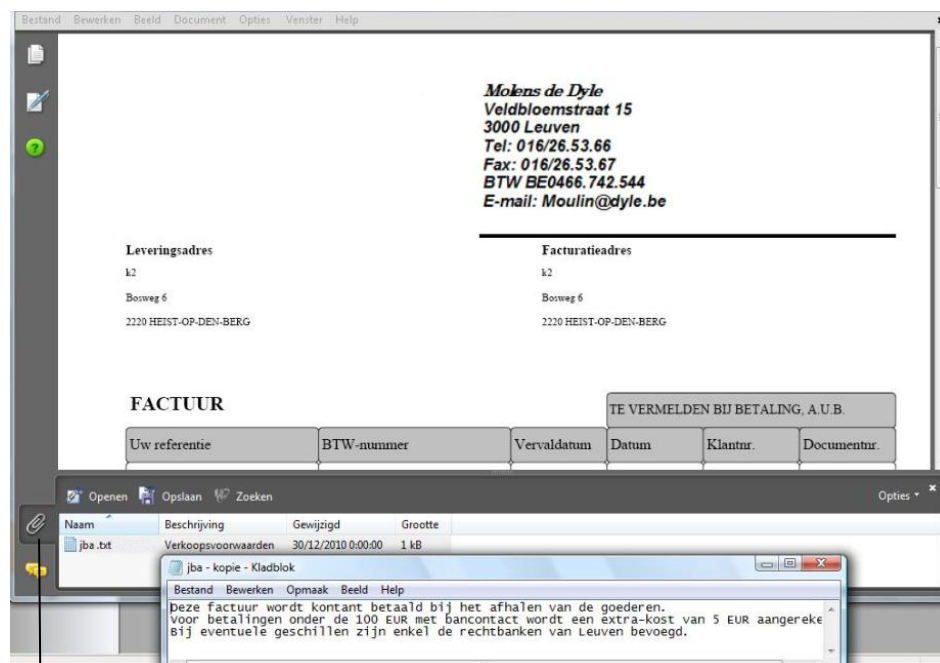 Bestand Bewerken Beeld Document Opties Venster Help
Molens de Dyle
Veldbloemstraat 15
3000 Leuven
Tel: 016/26.53.66
Fax: 016/26.53.67
BTW BE0466.742.544
E-mail: Moulin@dyle.be
Leveringsadres Facturatieadres
k2 k2
Bosweg 6 Bosweg 6
2220 HEIST-OP-DEN-BERG 2220 HEIST-OP-DEN-BERG
FACTUUR TE VERMELDEN BIJ BETALING, A.U.B.
Uw referentie BTW-nummer Vervaldatum Datum Klantnr. Documentnr.
Openen Opslaan Zoeken Opties
Naam Beschrijving Gewijzigd Grootte
jba .txt Verkoopsvoorwaarden 30/12/2010 0:00:00 1 kB
jba - kopie - Kladblok
Bestand Bewerken Opmaak Beeld Help
Deze factuur wordt kontant betaald bij het afhalen van de goederen.
Voor betalingen onder de 100 EUR met bancontact wordt een extra-kost van 5 EUR aangereke
Bij eventuele geschillen zijn enkel de rechtbanken van Leuven bevoegd.